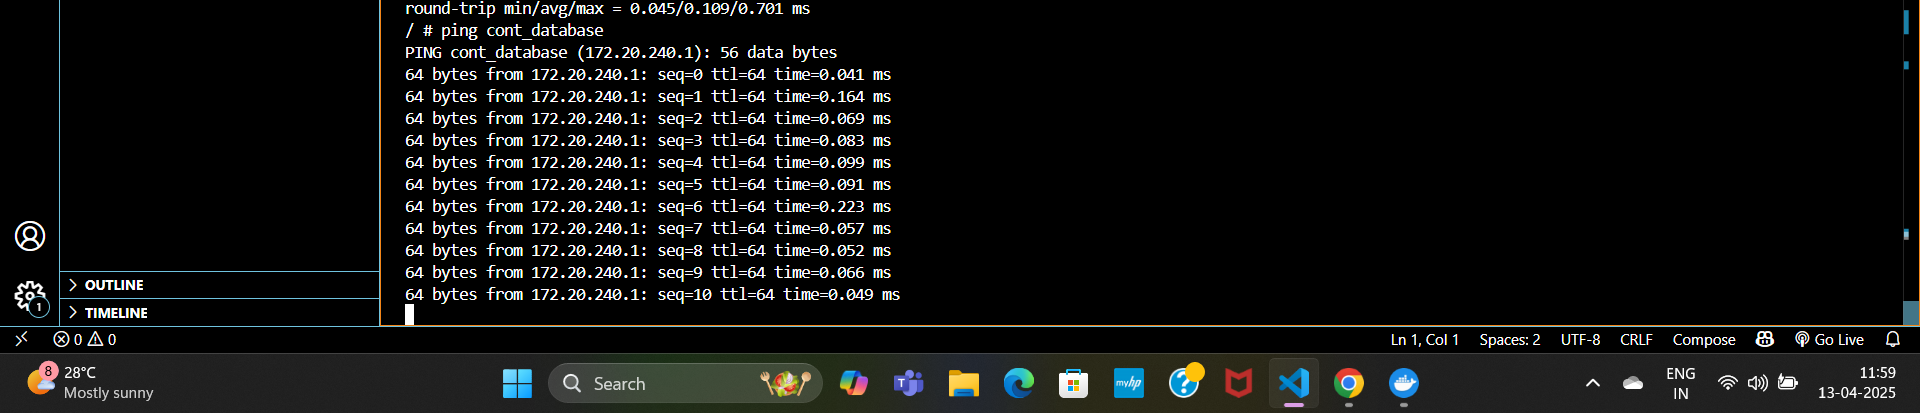 round-trip min/avg/max = 0.045/0.109/0.701 ms
/ # ping cont_database
PING cont_database (172.20.240.1): 56 data bytes
64 bytes from 172.20.240.1: seq=0 ttl=64 time=0.041 ms
64 bytes from 172.20.240.1: seq=1 ttl=64 time=0.164 ms
64 bytes from 172.20.240.1: seq=2 ttl=64 time=0.069 ms
64 bytes from 172.20.240.1: seq=3 ttl=64 time=0.083 ms
64 bytes from 172.20.240.1: seq=4 ttl=64 time=0.099 ms
64 bytes from 172.20.240.1: seq=5 ttl=64 time=0.091 ms
64 bytes from 172.20.240.1: seq=6 ttl=64 time=0.223 ms
64 bytes from 172.20.240.1: seq=7 ttl=64 time=0.057 ms
64 bytes from 172.20.240.1: seq=8 ttl=64 time=0.052 ms
64 bytes from 172.20.240.1: seq=9 ttl=64 time=0.066 ms
64 bytes from 172.20.240.1: seq=10 ttl=64 time=0.049 ms
1
OUTLINE
TIMELINE
0 0 Ln 1, Col 1 Spaces: 2 UTF-8 CRLF Compose Go Live
8 28°C
Mostly sunny
Search
myhp
ENG
IN
11:59
13-04-2025